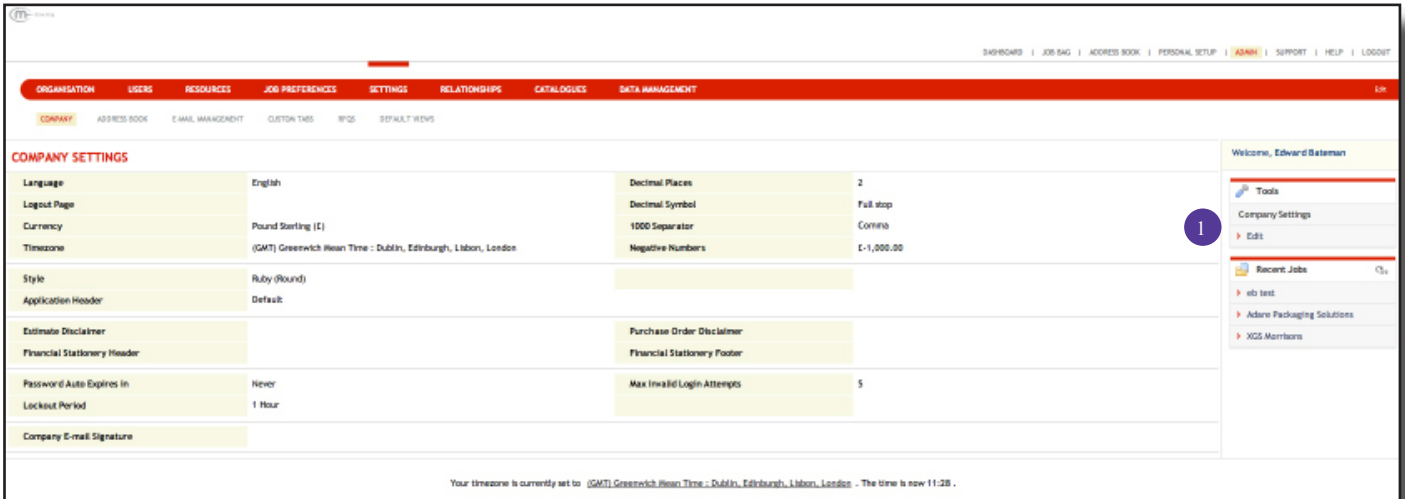 DASHBOARD | JOB BAG | ADDRESS BOOK | PERSONAL SETUP | ADMIN | SUPPORT | HELP | LOGOUT
ORGANISATION USERS RESOURCES JOB PREFERENCES SETTINGS RELATIONSHIPS CATALOGUES DATA MANAGEMENT Edit
COMPANY ADDRESS BOOK E-MAIL MANAGEMENT CUSTOM TABS RFQS DEFAULT VIEWS
COMPANY SETTINGS
Language English Decimal Places 2
Logout Page Decimal Symbol Full stop
Currency Pound Sterling (£) 1000 Separator Comma
Timezone (GMT) Greenwich Mean Time : Dublin, Edinburgh, Lisbon, London Negative Numbers £-1,000.00
Style Ruby (Round)
Application Header Default
Estimate Disclaimer Purchase Order Disclaimer
Financial Stationery Header Financial Stationery Footer
Password Auto Expires In Never Max Invalid Login Attempts 5
Lockout Period 1 Hour
Company E-mail Signature
Welcome, Edward Bateman
Tools
Company Settings
1
Edit
Recent Jobs
eb test
Adare Packaging Solutions
XGS Morrisons
Your timezone is currently set to (GMT) Greenwich Mean Time : Dublin, Edinburgh, Lisbon, London . The time is now 11:28 .